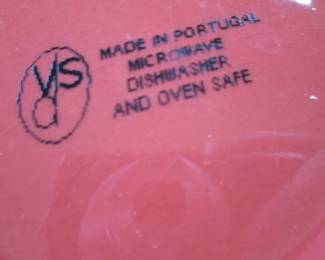 VS
MADE IN PORTUGAL
MICROWAVE
DISHWASHER
AND OVEN SAFE